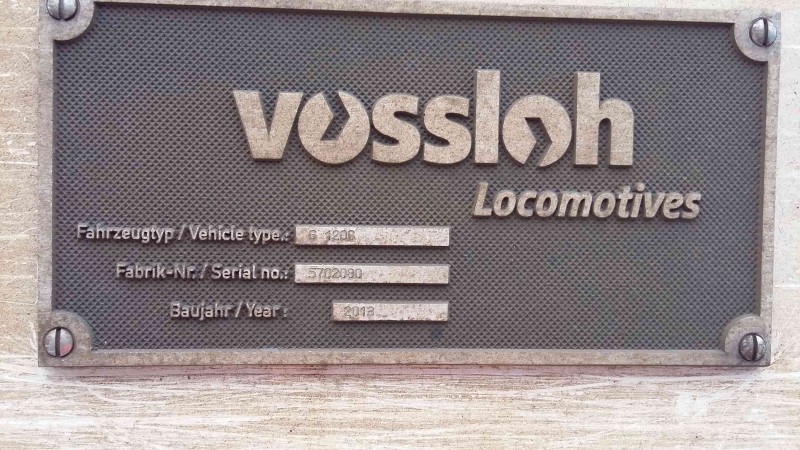 vossloh
Locomotives
Fahrzeugtyp / Vehicle type.: G 1206
Fabrik-Nr. / Serial no.: 5702090
Baujahr / Year : 2013